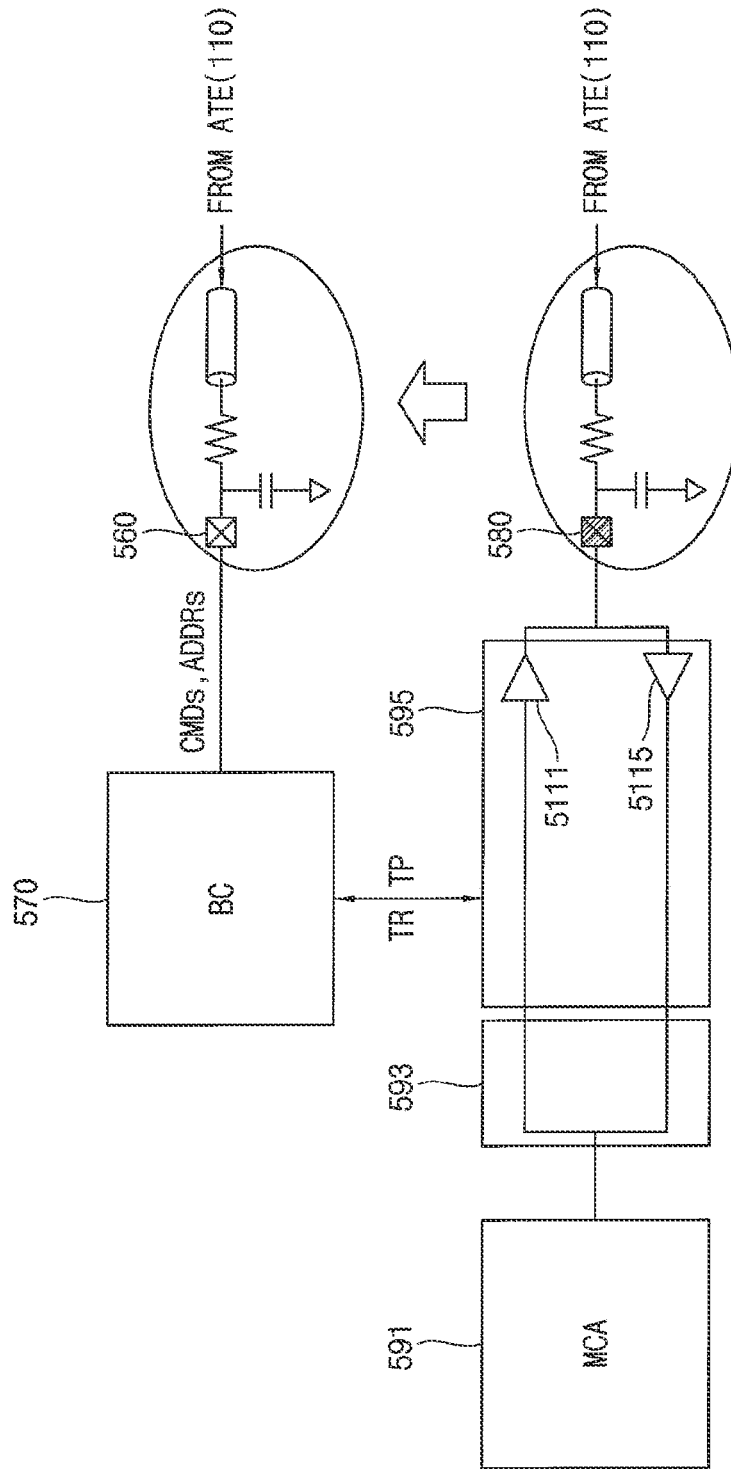 570
BC
CMDs,ADDRs
560
FROM ATE(110)
TR
TP
591
MCA
593
595
5111
5115
580
FROM ATE(110)